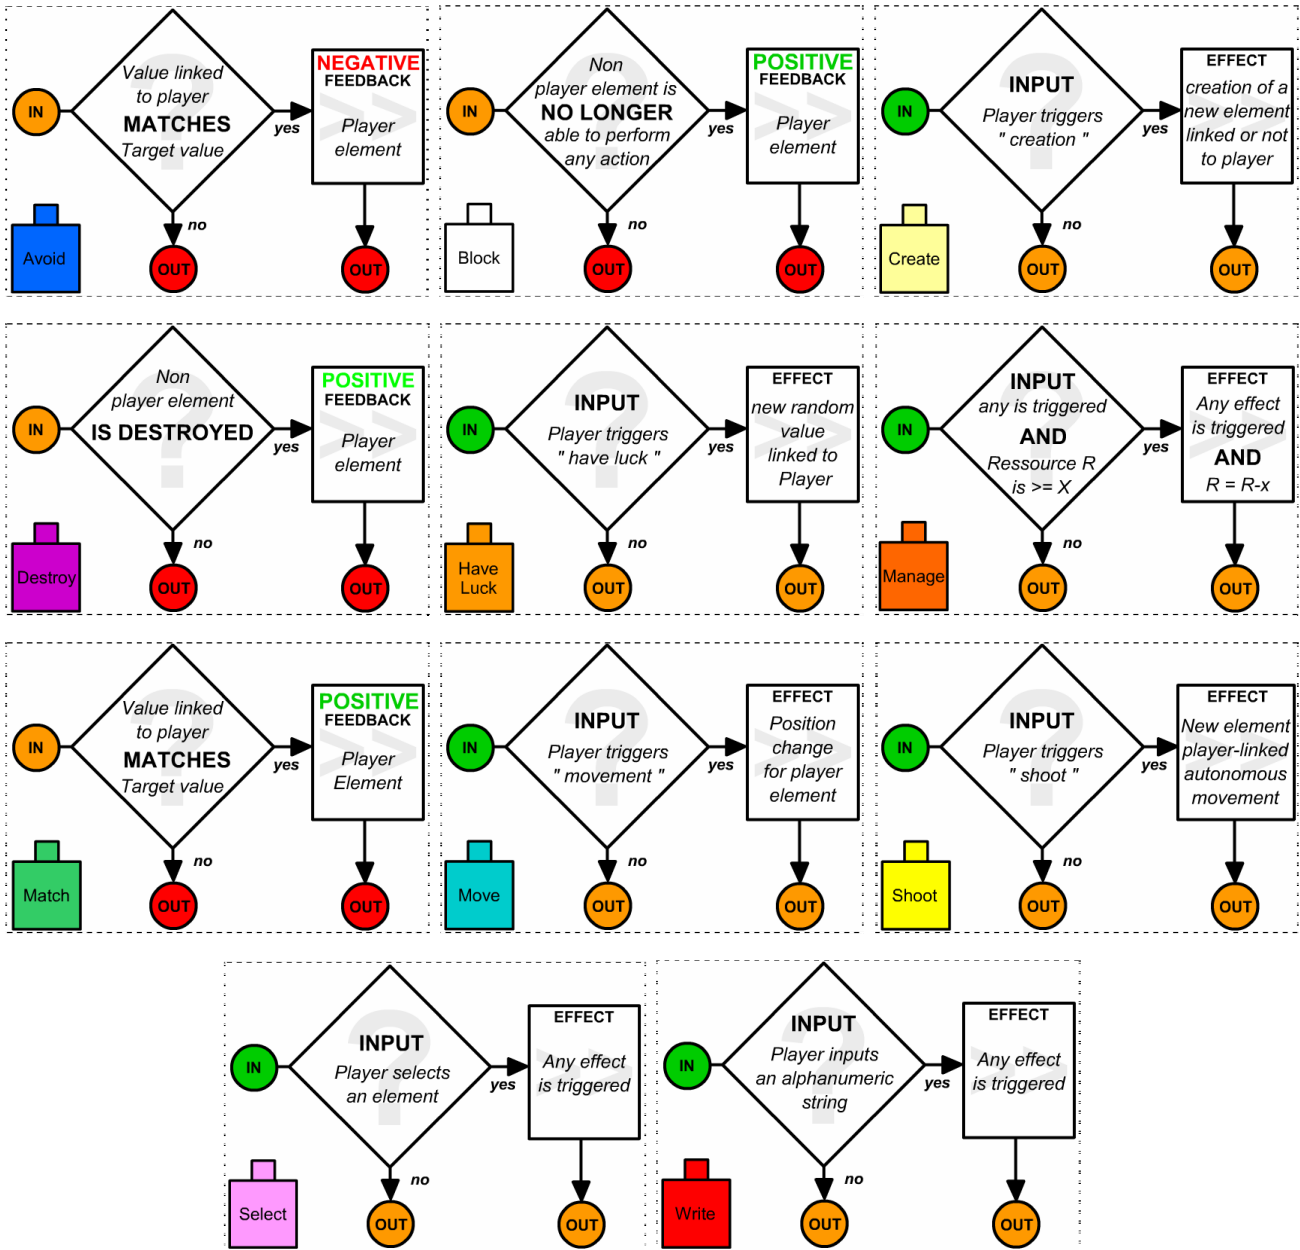 IN
Value linked
to player
MATCHES
Target value
yes
NEGATIVE
FEEDBACK
Player
element
no
OUT
OUT
Avoid
IN
Non
player element is
NO LONGER
able to perform
any action
yes
POSITIVE
FEEDBACK
Player
element
no
OUT
OUT
Block
IN
INPUT
Player triggers
" creation "
yes
EFFECT
creation of a
new element
linked or not
to player
no
OUT
OUT
Create
IN
Non
player element
IS DESTROYED
yes
POSITIVE
FEEDBACK
Player
element
no
OUT
OUT
Destroy
IN
INPUT
Player triggers
" have luck "
yes
EFFECT
new random
value
linked to
Player
no
OUT
OUT
Have
Luck
IN
INPUT
any is triggered
AND
Ressource R
is >= X
yes
EFFECT
Any effect
is triggered
AND
R = R-x
no
OUT
OUT
Manage
IN
Value linked
to player
MATCHES
Target value
yes
POSITIVE
FEEDBACK
Player
Element
no
OUT
OUT
Match
IN
INPUT
Player triggers
" movement "
yes
EFFECT
Position
change
for player
element
no
OUT
OUT
Move
IN
INPUT
Player triggers
" shoot "
yes
EFFECT
New element
player-linked
autonomous
movement
no
OUT
OUT
Shoot
IN
INPUT
Player selects
an element
yes
EFFECT
Any effect
is triggered
no
OUT
OUT
Select
IN
INPUT
Player inputs
an alphanumeric
string
yes
EFFECT
Any effect
is triggered
no
OUT
OUT
Write